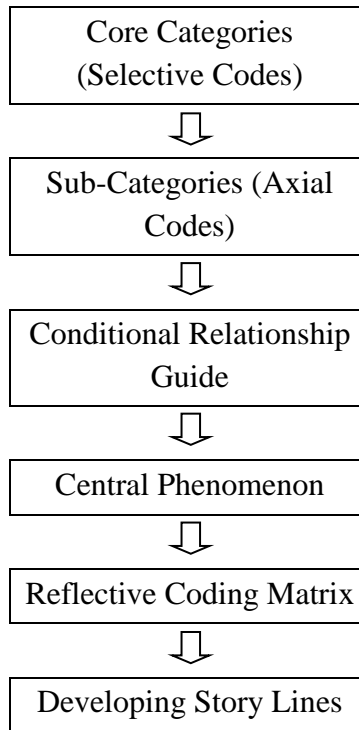 Core Categories
(Selective Codes)
Sub-Categories (Axial
Codes)
Conditional Relationship
Guide
Central Phenomenon
Reflective Coding Matrix
Developing Story Lines